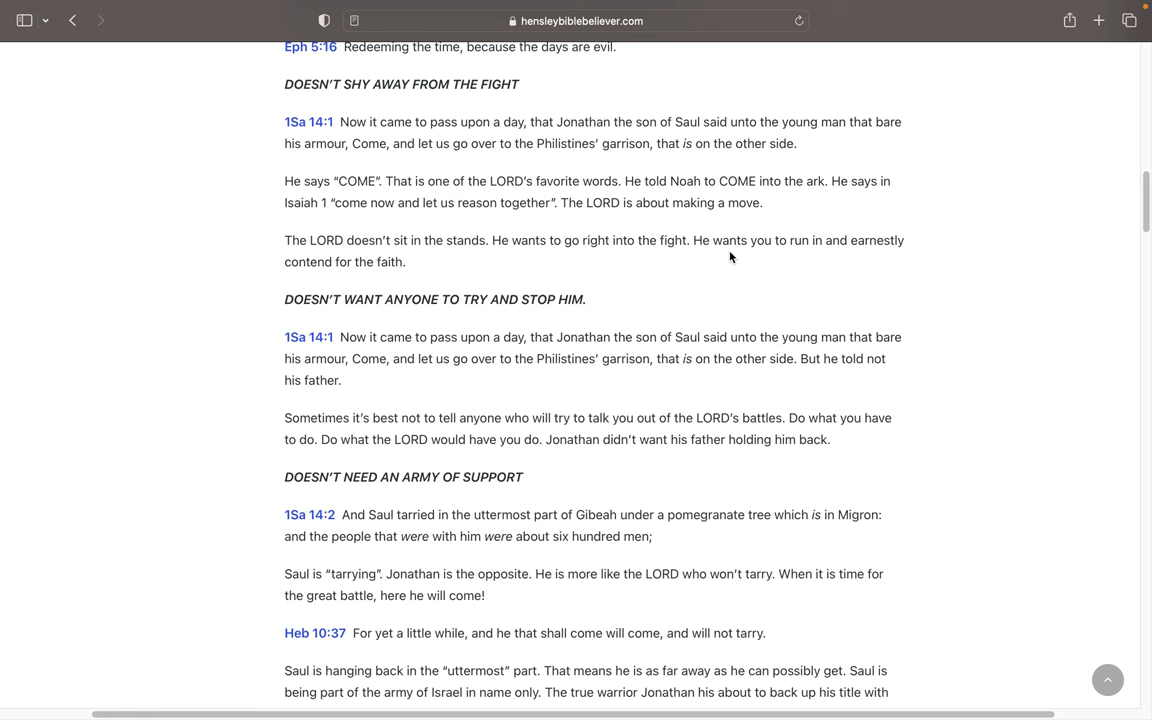 hensleybiblebeliever.com
Eph 5:16 Redeeming the time, because the days are evil.
DOESN'T SHY AWAY FROM THE FIGHT
1Sa 14:1 Now it came to pass upon a day, that Jonathan the son of Saul said unto the young man that bare
his armour, Come, and let us go over to the Philistines' garrison, that is on the other side.
He says “COME”. That is one of the LORD's favorite words. He told Noah to COME into the ark. He says in
Isaiah 1 “come now and let us reason together”. The LORD is about making a move.
The LORD doesn't sit in the stands. He wants to go right into the fight. He wants you to run in and earnestly
contend for the faith.
DOESN'T WANT ANYONE TO TRY AND STOP HIM.
1Sa 14:1 Now it came to pass upon a day, that Jonathan the son of Saul said unto the young man that bare
his armour, Come, and let us go over to the Philistines' garrison, that is on the other side. But he told not
his father.
Sometimes it's best not to tell anyone who will try to talk you out of the LORD's battles. Do what you have
to do. Do what the LORD would have you do. Jonathan didn't want his father holding him back.
DOESN'T NEED AN ARMY OF SUPPORT
1Sa 14:2 And Saul tarried in the uttermost part of Gibeah under a pomegranate tree which is in Migron:
and the people that were with him were about six hundred men;
Saul is “tarrying”. Jonathan is the opposite. He is more like the LORD who won't tarry. When it is time for
the great battle, here he will come!
Heb 10:37 For yet a little while, and he that shall come will come, and will not tarry.
Saul is hanging back in the “uttermost” part. That means he is as far away as he can possibly get. Saul is
being part of the army of Israel in name only. The true warrior Jonathan his about to back up his title with